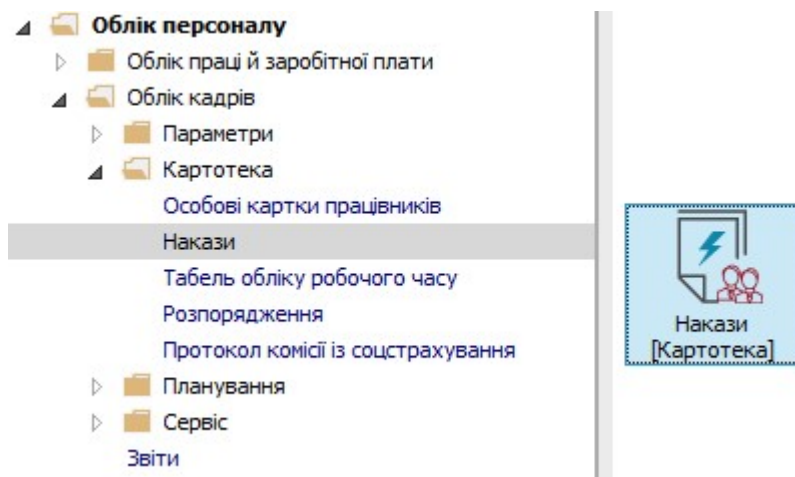 Облік персоналу
Облік праці й заробітної плати
Облік кадрів
Параметри
Картотека
Особові картки працівників
Накази
Табель обліку робочого часу
Розпорядження
Протокол комісії із соцстрахування
Планування
Сервіс
Звіти
Накази
[Картотека]